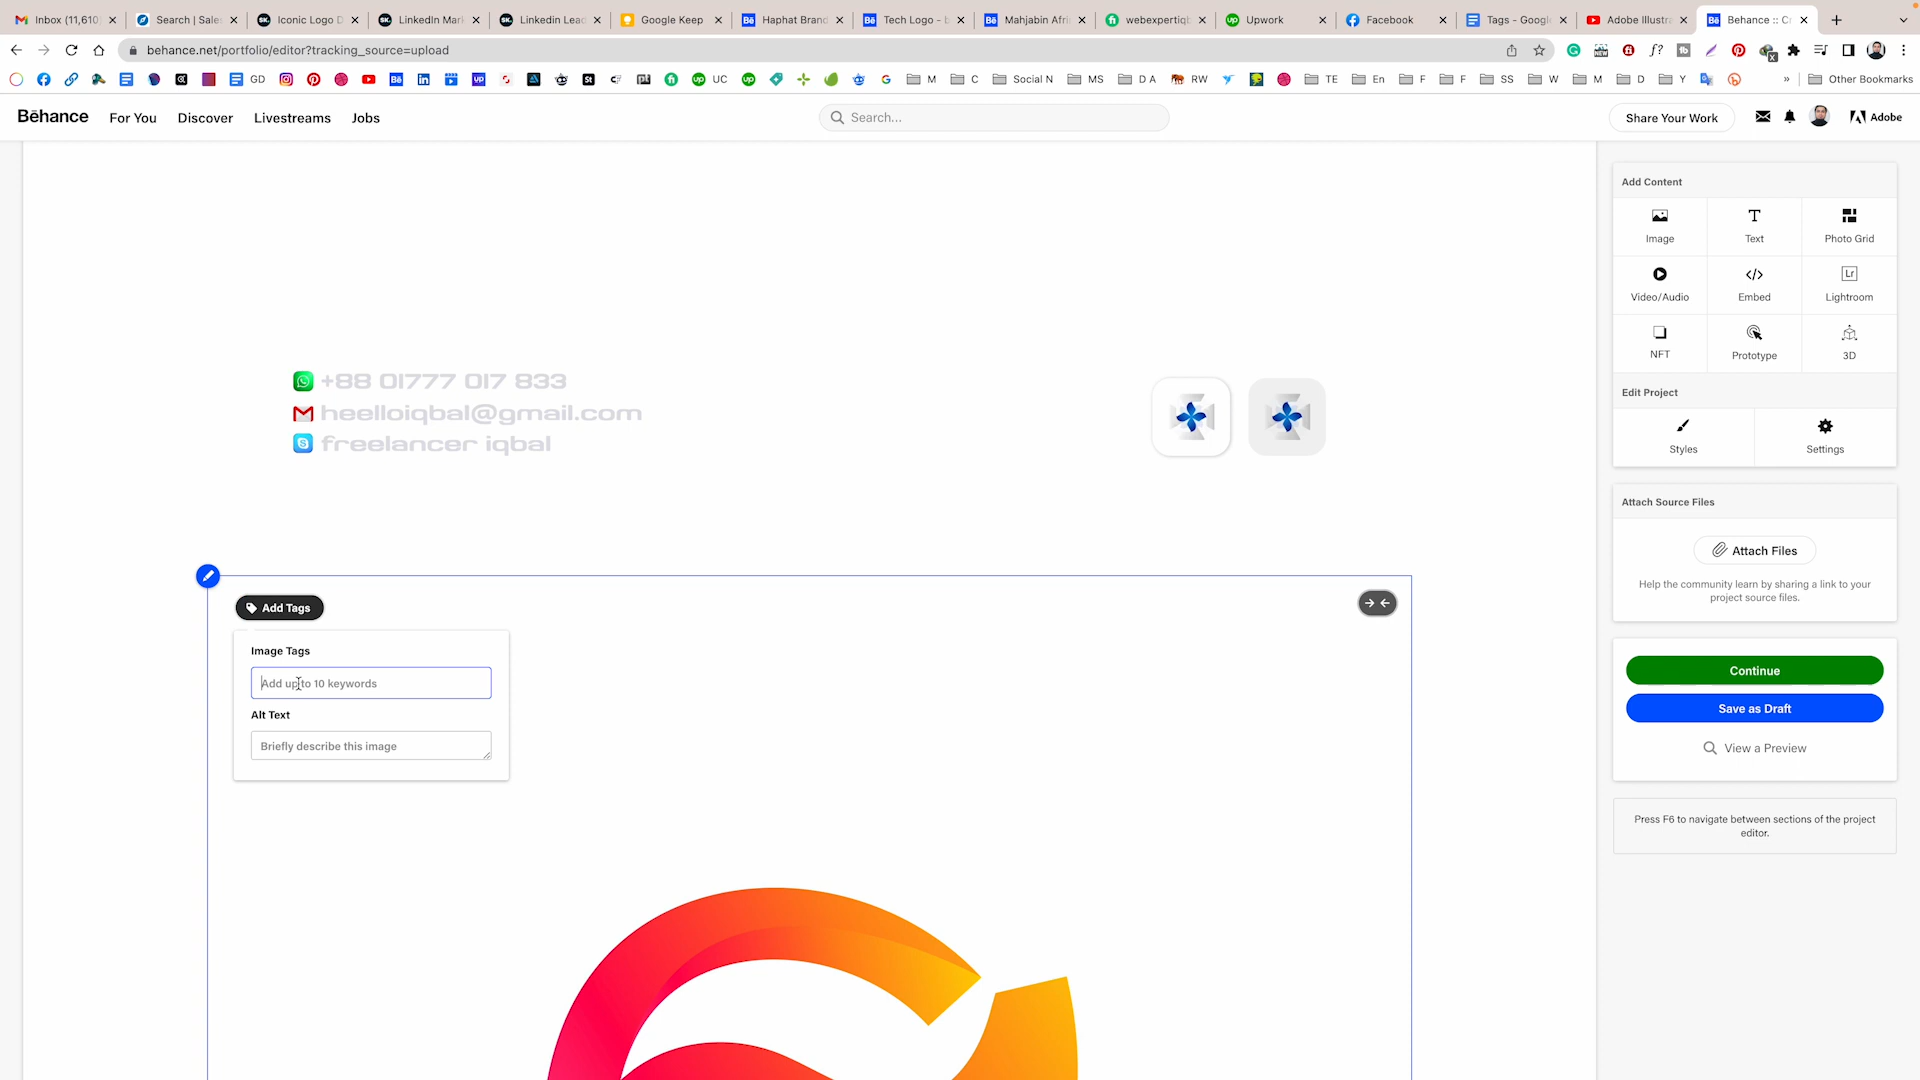 Inbox (11,610)
Search | Sale
Iconic Logo D
LinkedIn Mar
Linkedin Lead
Google Keep
Haphat Brand
Tech Logo - b
Mahjabin Afri
webexpertiq
Upwork
Facebook
Tags - Google
Adobe Illustra
Behance :: Cr
behance.net/portfolio/editor?tracking_source=upload
GD
UC
M
C
Social N
MS
D A
RW
TE
En
F
F
SS
W
M
D
Y
»
Other Bookmarks
Bēhance
For You
Discover
Livestreams
Jobs
Search...
Share Your Work
Adobe
+88 01777 017 833
heelloiqbal@gmail.com
freelancer iqbal
Add Tags
Image Tags
Add up to 10 keywords
Alt Text
Briefly describe this image
Add Content
Image
Text
Photo Grid
Video/Audio
Embed
Lightroom
NFT
Prototype
3D
Edit Project
Styles
Settings
Attach Source Files
Attach Files
Help the community learn by sharing a link to your
project source files.
Continue
Save as Draft
View a Preview
Press F6 to navigate between sections of the project
editor.